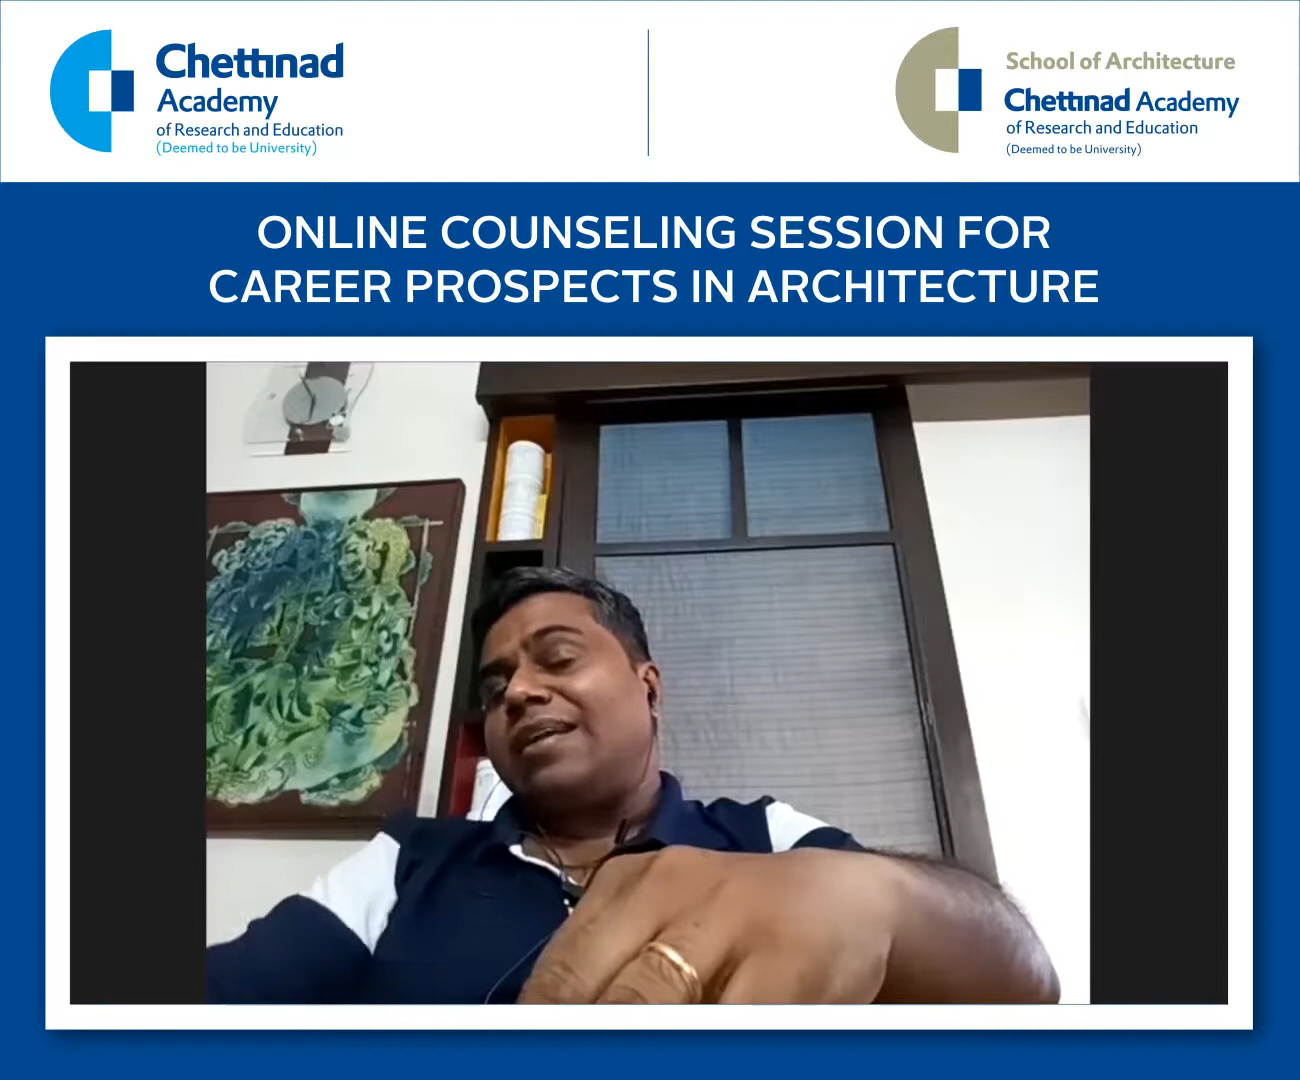 Chettinad
Academy
of Research and Education
(Deemed to be University)
School of Architecture
Chettinad Academy
of Research and Education
(Deemed to be University)
ONLINE COUNSELING SESSION FOR
CAREER PROSPECTS IN ARCHITECTURE